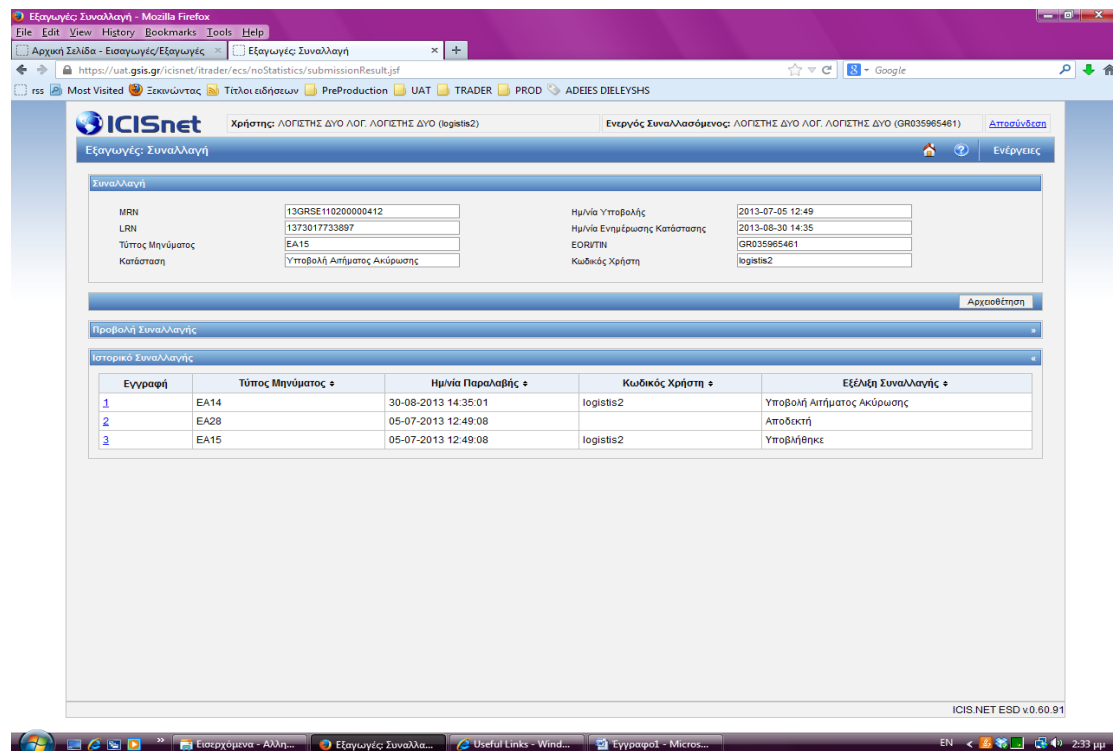 Εξαγωγές: Συναλλαγή - Mozilla Firefox
File Edit View History Bookmarks Tools Help
Αρχική Σελίδα - Εισαγωγές/Εξαγωγές × Εξαγωγές: Συναλλαγή × +
https://uat.gsis.gr/icisnet/itrader/ecs/noStatistics/submissionResult.jsf Google
rss Most Visited Ξεκινώντας Τίτλοι ειδήσεων PreProduction UAT TRADER PROD ADEIES DIELEYSHS
ICISnet Χρήστης: ΛΟΓΙΣΤΗΣ ΔΥΟ ΛΟΓ. ΛΟΓΙΣΤΗΣ ΔΥΟ (logistis2) Ενεργός Συναλλασόμενος: ΛΟΓΙΣΤΗΣ ΔΥΟ ΛΟΓ. ΛΟΓΙΣΤΗΣ ΔΥΟ (GR035965461) Αποσύνδεση
Εξαγωγές: Συναλλαγή Ενέργειες
Συναλλαγή
MRN 13GRSE110200000412 Ημ/νία Υποβολής 2013-07-05 12:49
LRN 1373017733897 Ημ/νία Ενημέρωσης Κατάστασης 2013-08-30 14:35
Τύπος Μηνύματος EA15 EORI/TIN GR035965461
Κατάσταση Υποβολή Αιτήματος Ακύρωσης Κωδικός Χρήστη logistis2
Αρχειοθέτηση
Προβολή Συναλλαγής »
Ιστορικό Συναλλαγής «
Εγγραφή Τύπος Μηνύματος Ημ/νία Παραλαβής Κωδικός Χρήστη Εξέλιξη Συναλλαγής
1 EA14 30-08-2013 14:35:01 logistis2 Υποβολή Αιτήματος Ακύρωσης
2 EA28 05-07-2013 12:49:08 Αποδεκτή
3 EA15 05-07-2013 12:49:08 logistis2 Υποβλήθηκε
ICIS.NET ESD v.0.60.91
» Εισερχόμενα - Αλλη... Εξαγωγές: Συναλλα... Useful Links - Wind... Έγγραφο1 - Micros... EN < 2:33 μμ